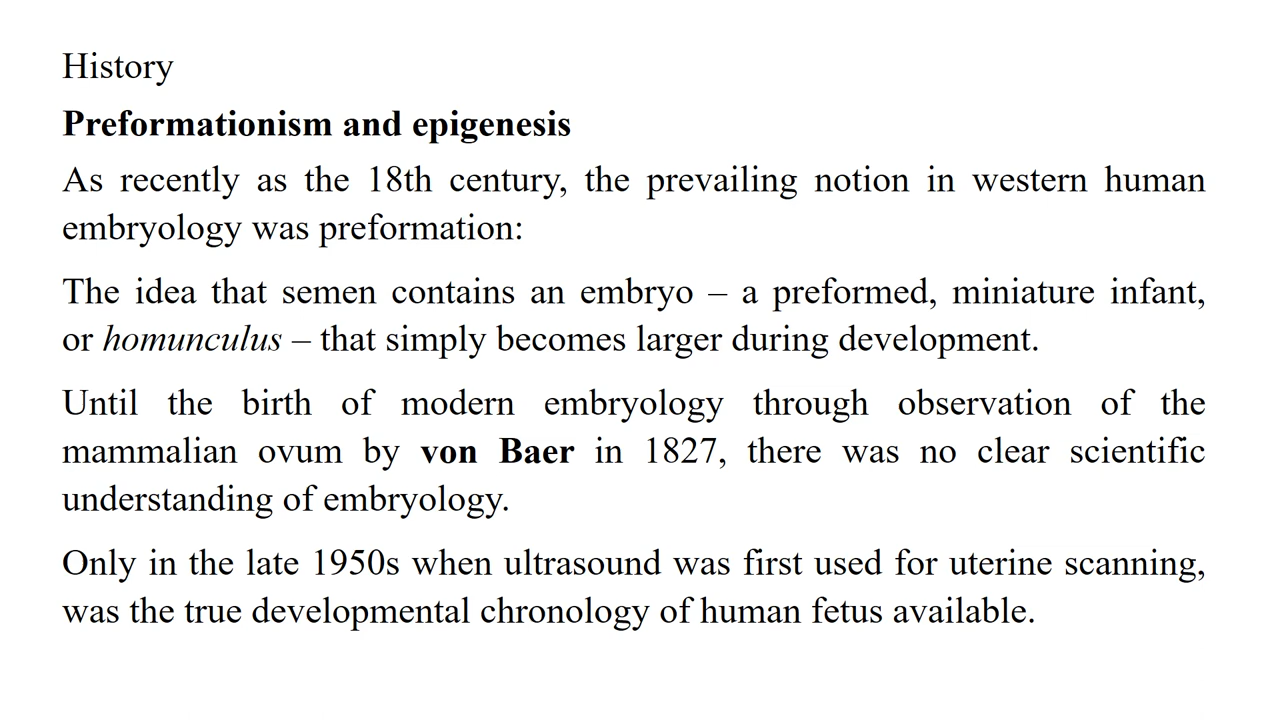 History
Preformationism and epigenesis
As recently as the 18th century, the prevailing notion in western human
embryology was preformation:
The idea that semen contains an embryo – a preformed, miniature infant,
or homunculus – that simply becomes larger during development.
Until the birth of modern embryology through observation of the
mammalian ovum by von Baer in 1827, there was no clear scientific
understanding of embryology.
Only in the late 1950s when ultrasound was first used for uterine scanning,
was the true developmental chronology of human fetus available.